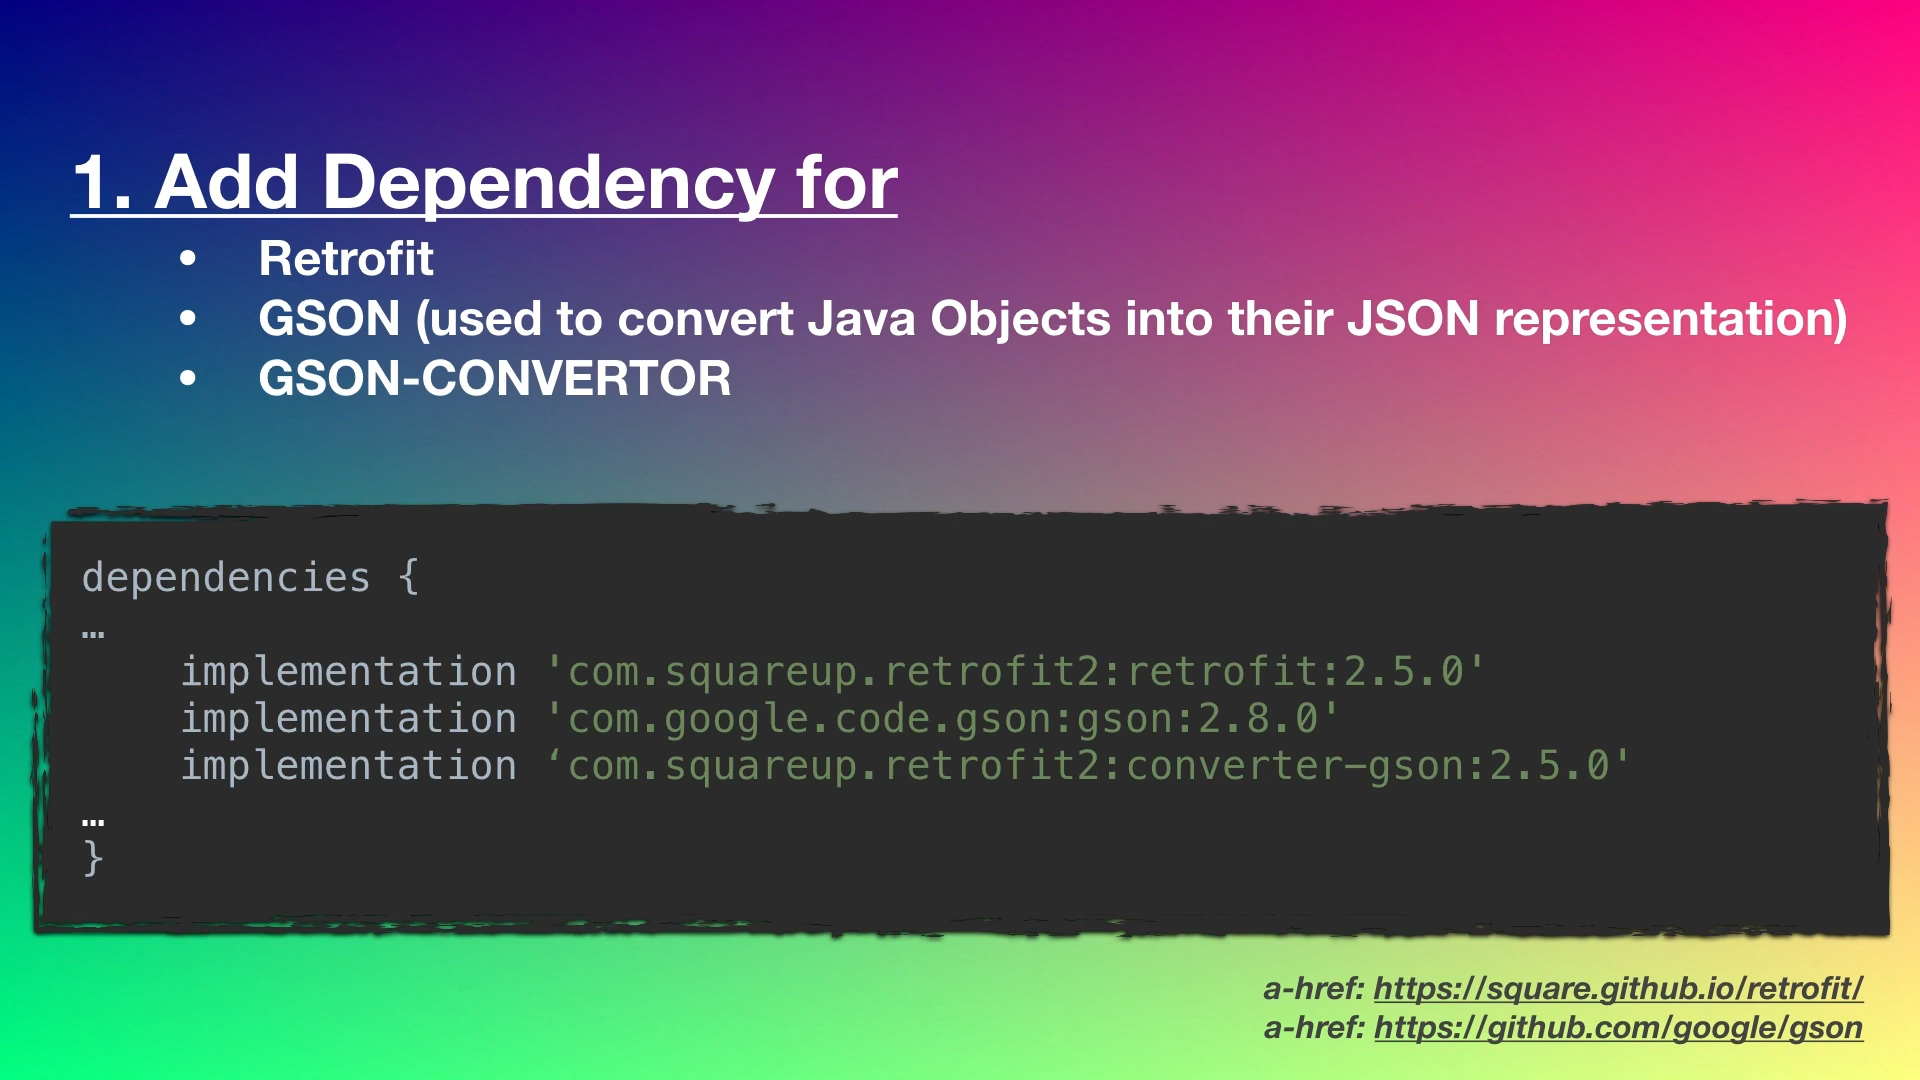 1. Add Dependency for
• Retrofit
• GSON (used to convert Java Objects into their JSON representation)
• GSON-CONVERTOR
dependencies {
…
implementation 'com.squareup.retrofit2:retrofit:2.5.0'
implementation 'com.google.code.gson:gson:2.8.0'
implementation ‘com.squareup.retrofit2:converter-gson:2.5.0'
…
}
a-href: https://square.github.io/retrofit/
a-href: https://github.com/google/gson